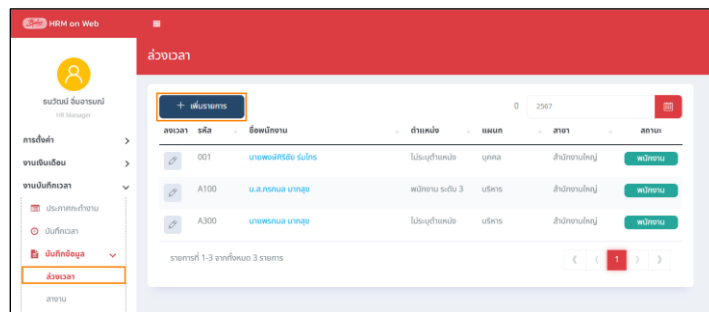 HRM on Web
ล่วงเวลา
ธนวัฒน์ อิ่มอารมณ์
HR Manager
การตั้งค่า
งานเงินเดือน
งานบันทึกเวลา
ประกาศกะทำงาน
บันทึกเวลา
บันทึกข้อมูล
ล่วงเวลา
ลางาน
+ เพิ่มรายการ
ปี 2567
ลงเวลา รหัส ชื่อพนักงาน ตำแหน่ง แผนก สาขา สถานะ
001 นายพงษ์ศิริชัย ร่มไทร ไม่ระบุตำแหน่ง บุคคล สำนักงานใหญ่ พนักงาน
A100 น.ส.ภรกมล มากสุข พนักงาน ระดับ 3 บริหาร สำนักงานใหญ่ พนักงาน
A300 นายพรกมล มากสุข ไม่ระบุตำแหน่ง บริหาร สำนักงานใหญ่ พนักงาน
รายการที่ 1-3 จากทั้งหมด 3 รายการ
1